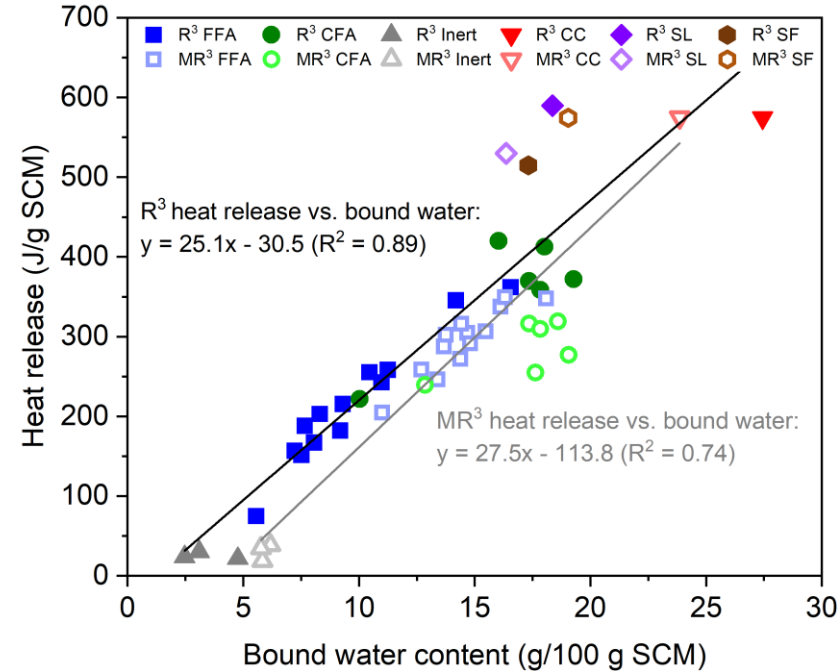 700
R³ FFA R³ CFA R³ Inert R³ CC R³ SL R³ SF
MR³ FFA MR³ CFA MR³ Inert MR³ CC MR³ SL MR³ SF
600
500
R³ heat release vs. bound water:
y = 25.1x - 30.5 (R² = 0.89)
400
300
200
MR³ heat release vs. bound water:
y = 27.5x - 113.8 (R² = 0.74)
100
0
0 5 10 15 20 25 30
Heat release (J/g SCM)
Bound water content (g/100 g SCM)